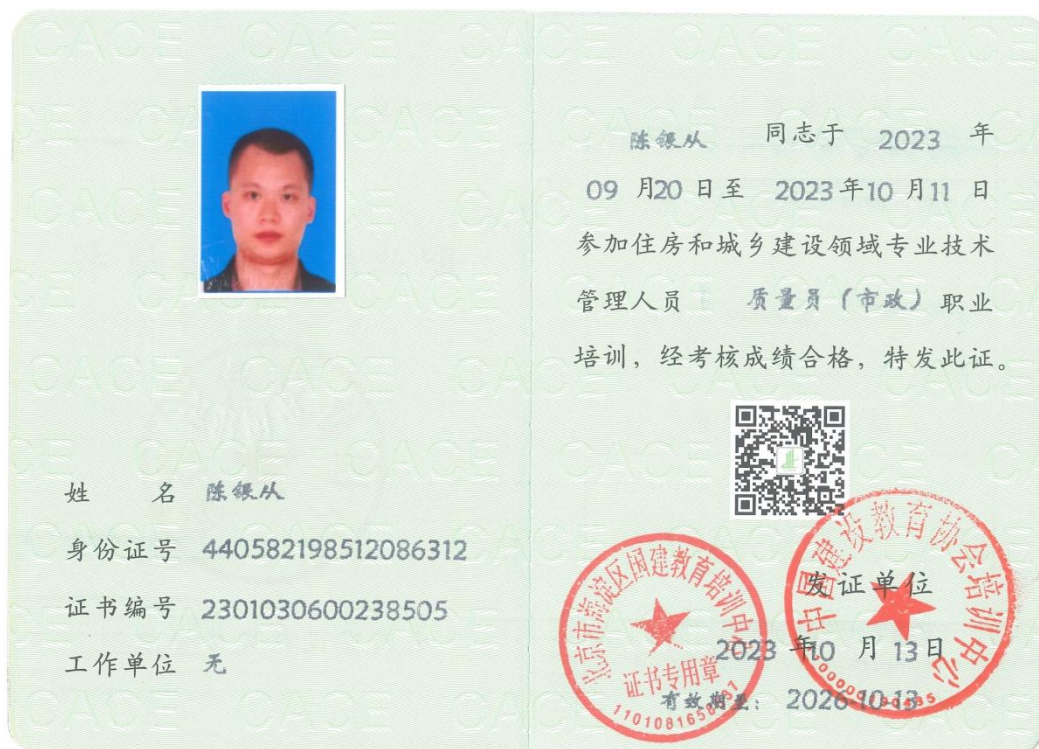 陈银从 同志于 2023 年
09 月20 日至 2023年10 月11 日
参加住房和城乡建设领域专业技术
管理人员 质量员（市政）职业
培训，经考核成绩合格，特发此证。
姓 名 陈银从
身份证号 440582198512086312
证书编号 2301030600238505
工作单位 无
北京市海淀区国建教育培训中心
证书专用章
中国建设教育协会培训中心
发证单位
2023 年10 月 13日
有效期至： 2026-10-13
CACE